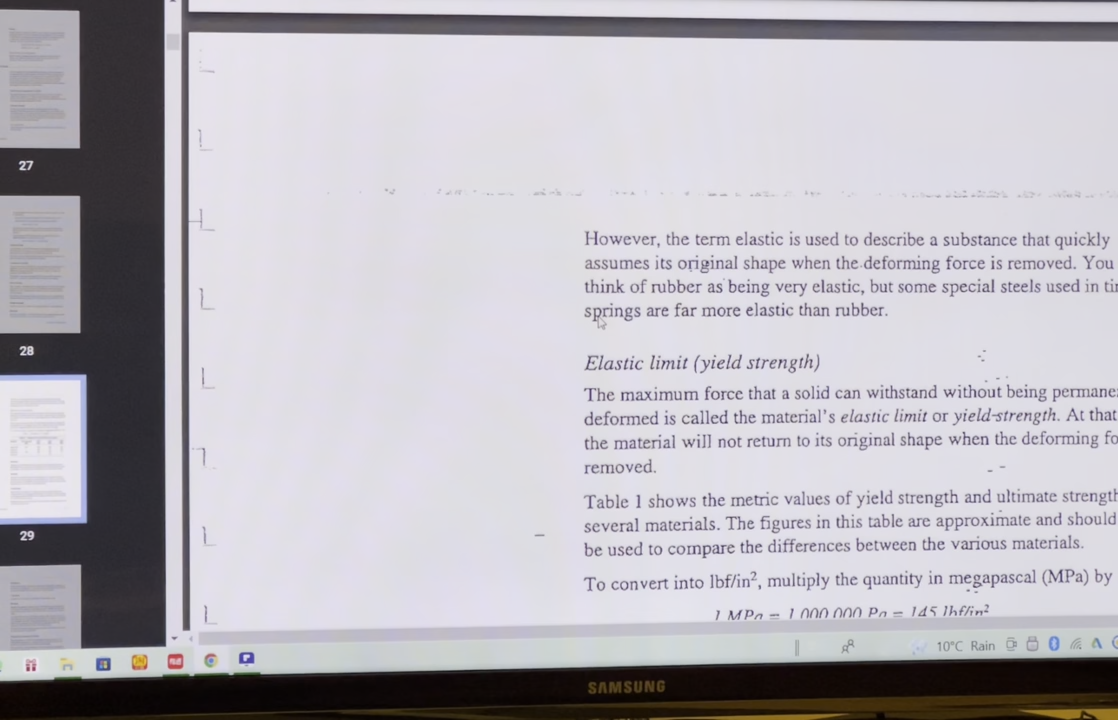 27
28
29
However, the term elastic is used to describe a substance that quickly
assumes its original shape when the deforming force is removed. You
think of rubber as being very elastic, but some special steels used in
springs are far more elastic than rubber.
Elastic limit (yield strength)
The maximum force that a solid can withstand without being
deformed is called the material's elastic limit or yield-strength. At that
the material will not return to its original shape when the deforming
removed.
Table 1 shows the metric values of yield strength and ultimate strength
several materials. The figures in this table are approximate and should
be used to compare the differences between the various materials.
To convert into lbf/in², multiply the quantity in megapascal (MPa) by
1 MPa = 1 000 000 Pa = 145 lbf/in²
10°C Rain
SAMSUNG